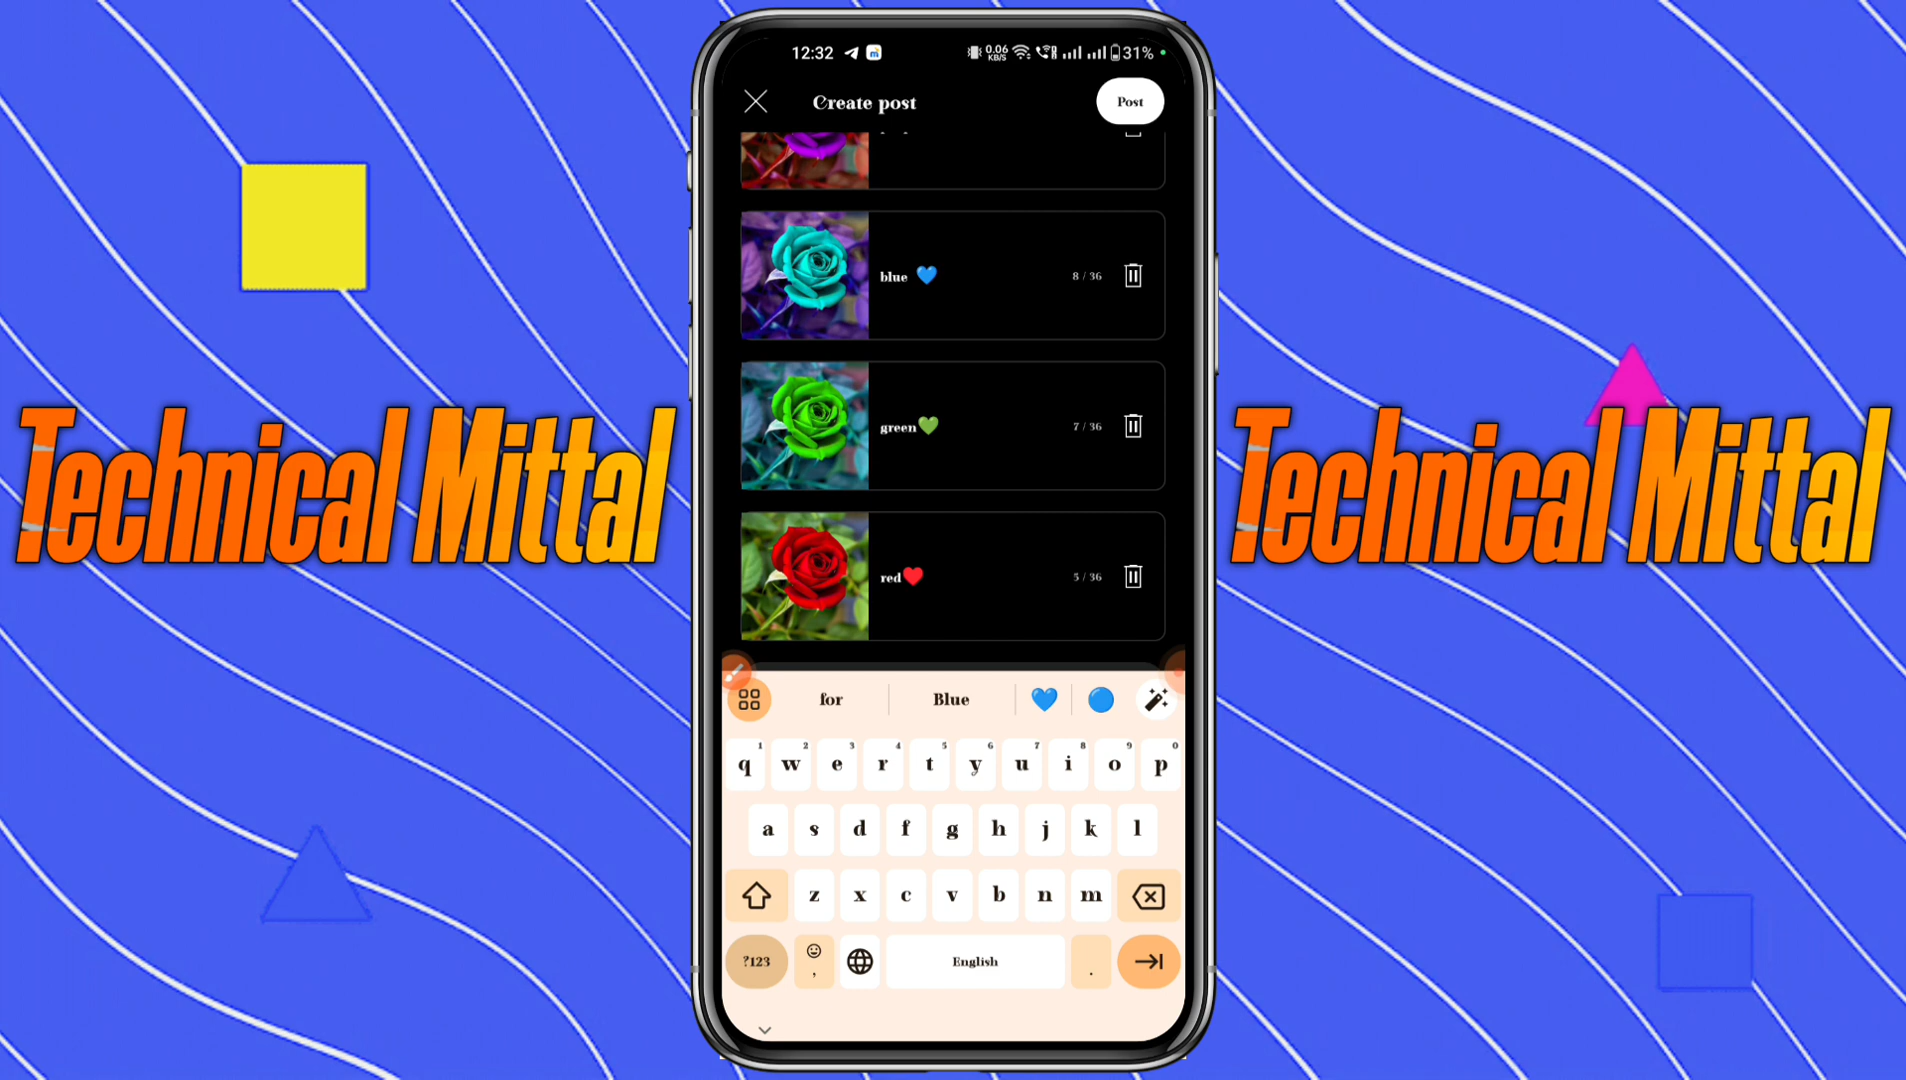 12:32 0.06 KB/S 31%
Create post
Post
blue 💙 8 / 36
green💚 7 / 36
red❤️ 5 / 36
Technical Mittal
Technical Mittal
for Blue 💙 🔵
1 2 3 4 5 6 7 8 9 0
q w e r t y u i o p
a s d f g h j k l
z x c v b n m
?123 , English .